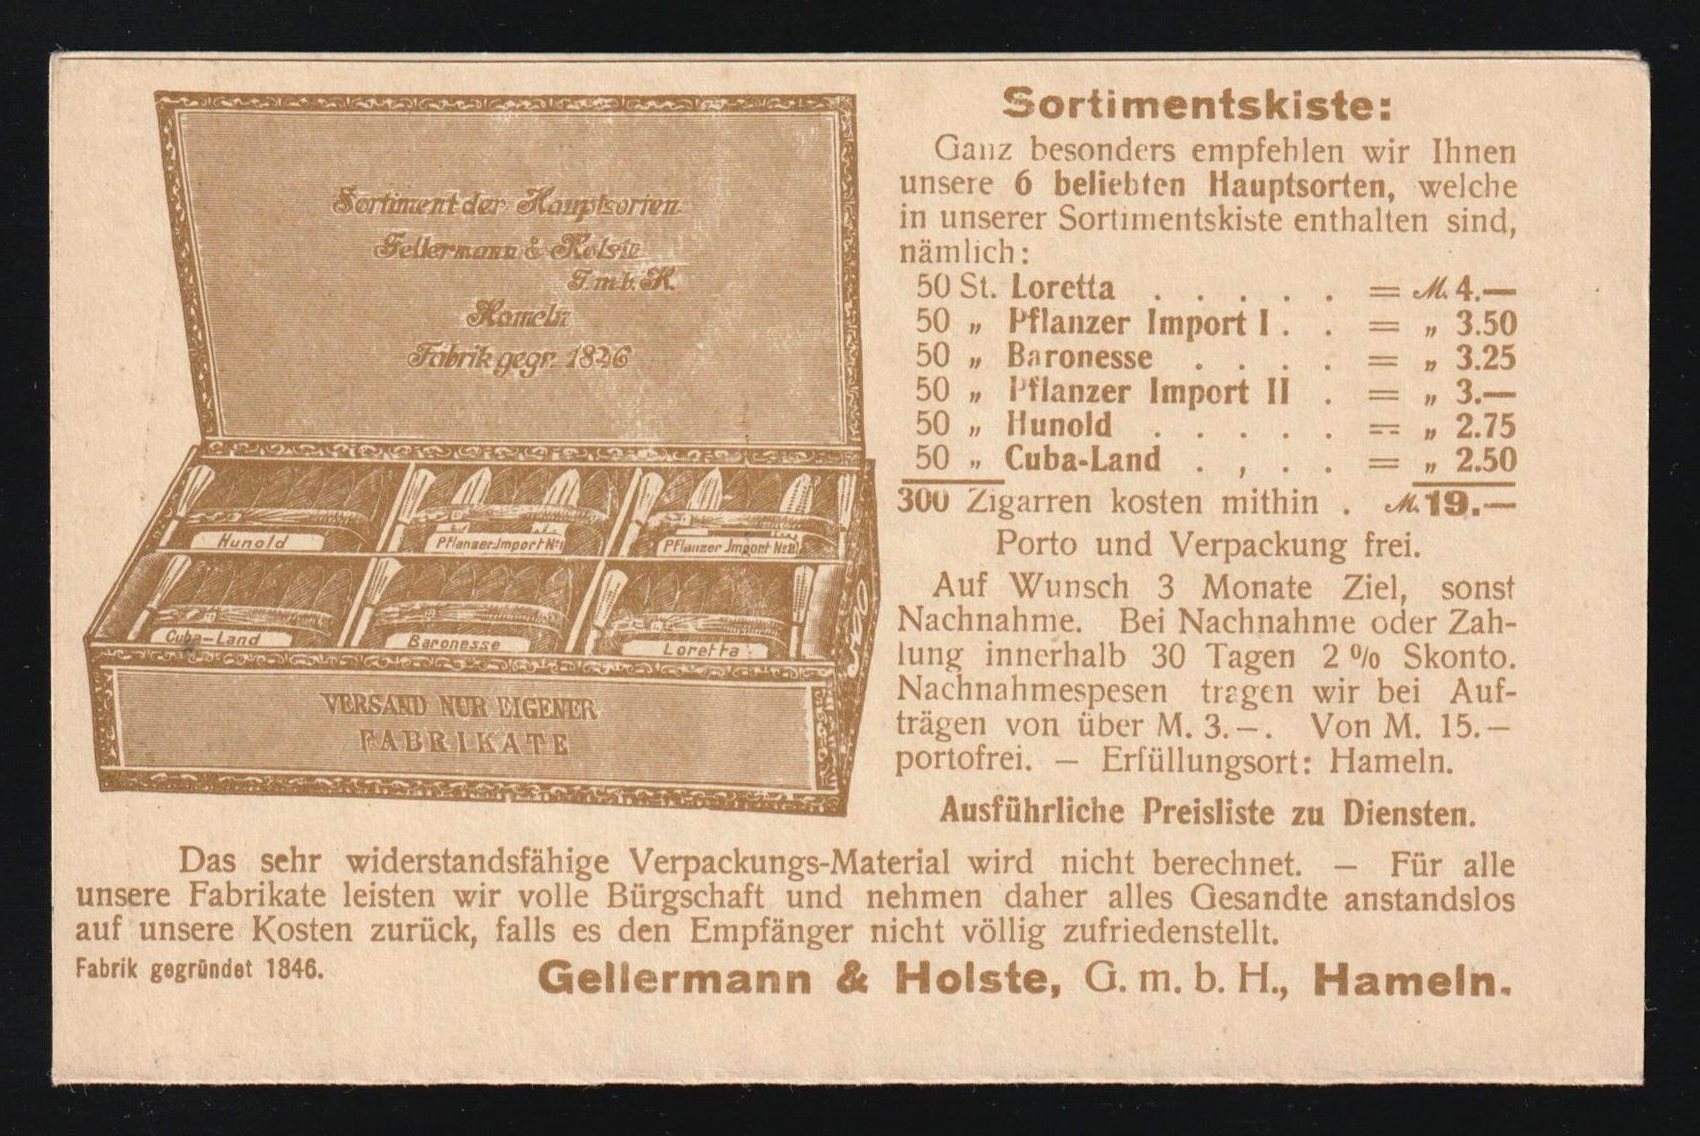 Sortiment der Hauptsorten
Gellermann & Holste
G.m.b.H.
Hameln
Fabrik gegr. 1846
Hunold
Pflanzer-Import No 1
Pflanzer Import No 2
Cuba-Land
Baronesse
Loretta
VERSAND NUR EIGENER
FABRIKATE
Sortimentskiste:
Ganz besonders empfehlen wir Ihnen
unsere 6 beliebten Hauptsorten, welche
in unserer Sortimentskiste enthalten sind,
nämlich:
50 St. Loretta . . . . . = M. 4.—
50 „ Pflanzer Import I . . = „ 3.50
50 „ Baronesse . . . . = „ 3.25
50 „ Pflanzer Import II . = „ 3.—
50 „ Hunold . . . . . = „ 2.75
50 „ Cuba-Land . , . . = „ 2.50
300 Zigarren kosten mithin . M. 19.—
Porto und Verpackung frei.
Auf Wunsch 3 Monate Ziel, sonst
Nachnahme. Bei Nachnahme oder Zah-
lung innerhalb 30 Tagen 2 % Skonto.
Nachnahmespesen tragen wir bei Auf-
trägen von über M. 3.—. Von M. 15.—
portofrei. — Erfüllungsort: Hameln.
Ausführliche Preisliste zu Diensten.
Das sehr widerstandsfähige Verpackungs-Material wird nicht berechnet. — Für alle
unsere Fabrikate leisten wir volle Bürgschaft und nehmen daher alles Gesandte anstandslos
auf unsere Kosten zurück, falls es den Empfänger nicht völlig zufriedenstellt.
Fabrik gegründet 1846.
Gellermann & Holste, G. m. b. H., Hameln.